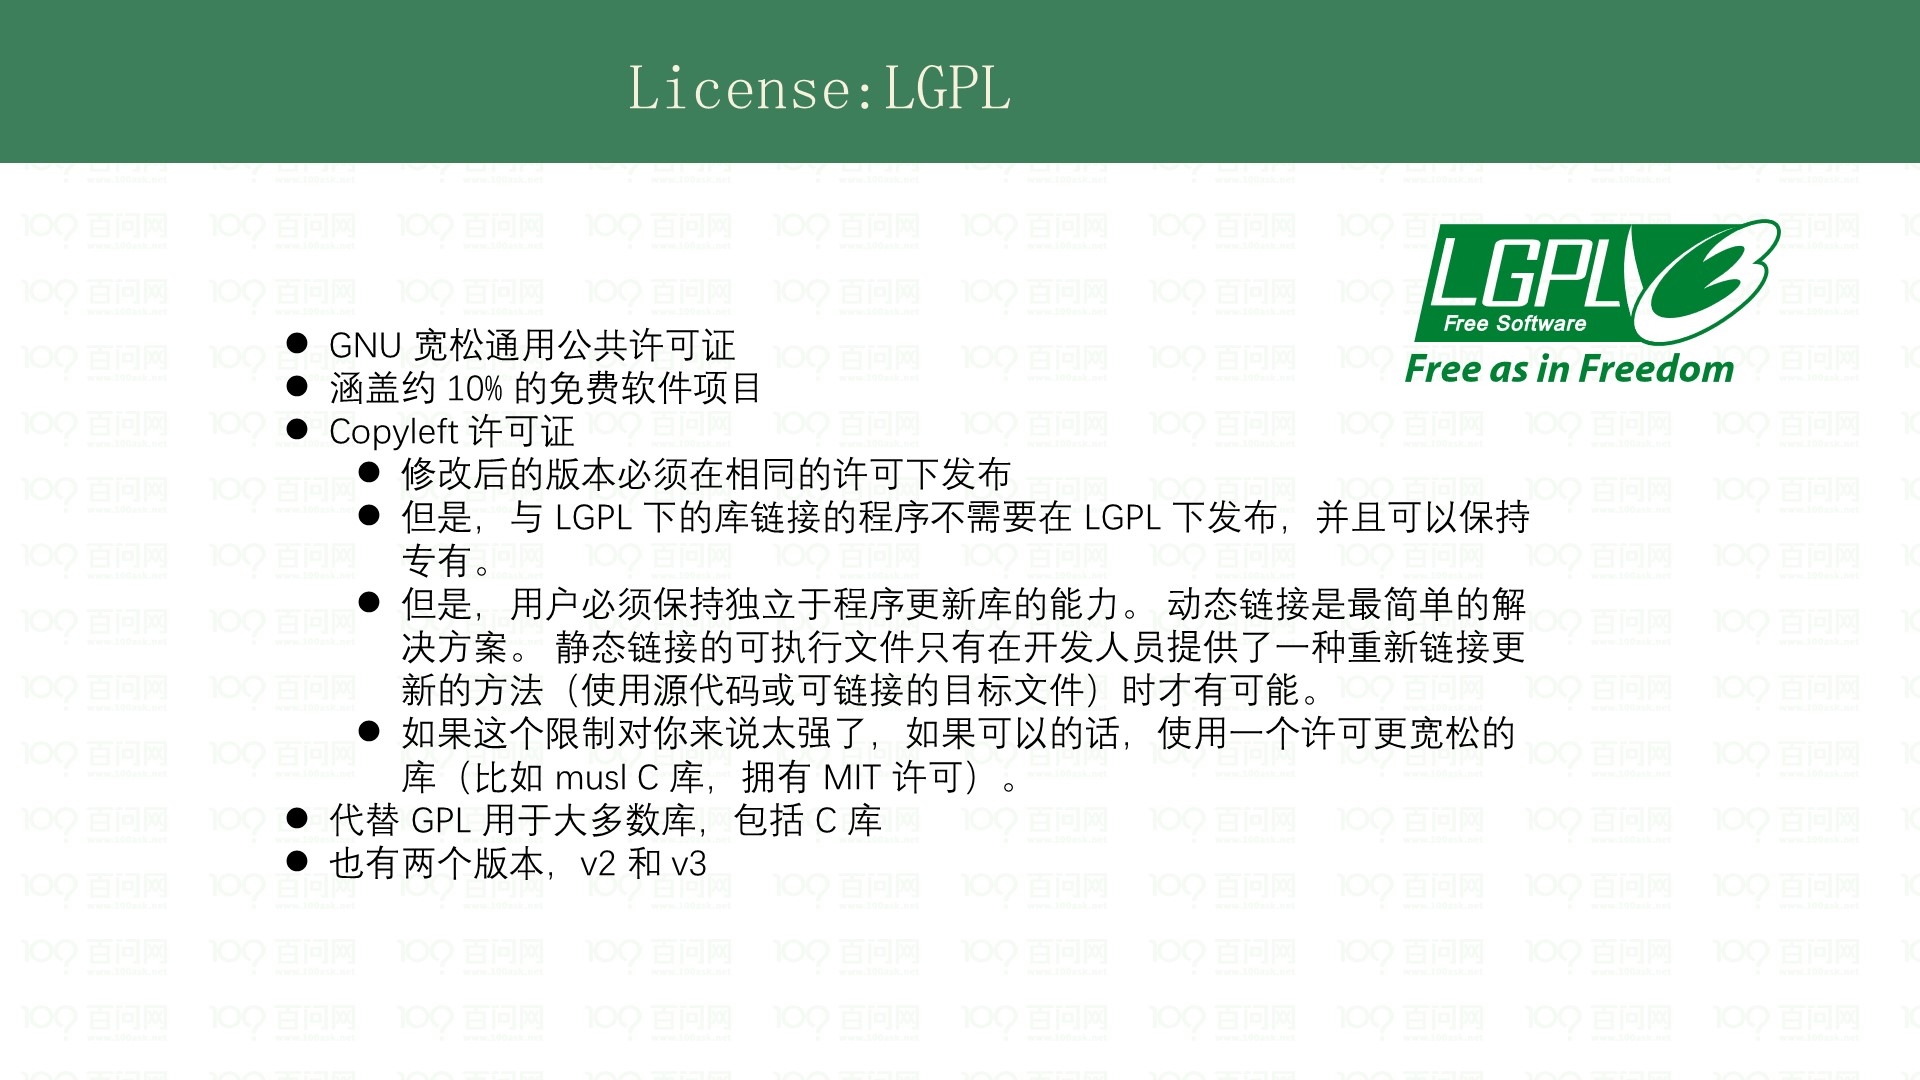 License:LGPL
LGPL 3
Free Software
Free as in Freedom
● GNU 宽松通用公共许可证
● 涵盖约 10% 的免费软件项目
● Copyleft 许可证
● 修改后的版本必须在相同的许可下发布
● 但是，与 LGPL 下的库链接的程序不需要在 LGPL 下发布，并且可以保持
专有。
● 但是，用户必须保持独立于程序更新库的能力。 动态链接是最简单的解
决方案。 静态链接的可执行文件只有在开发人员提供了一种重新链接更
新的方法（使用源代码或可链接的目标文件）时才有可能。
● 如果这个限制对你来说太强了，如果可以的话，使用一个许可更宽松的
库（比如 musl C 库，拥有 MIT 许可）。
● 代替 GPL 用于大多数库，包括 C 库
● 也有两个版本，v2 和 v3
百问网